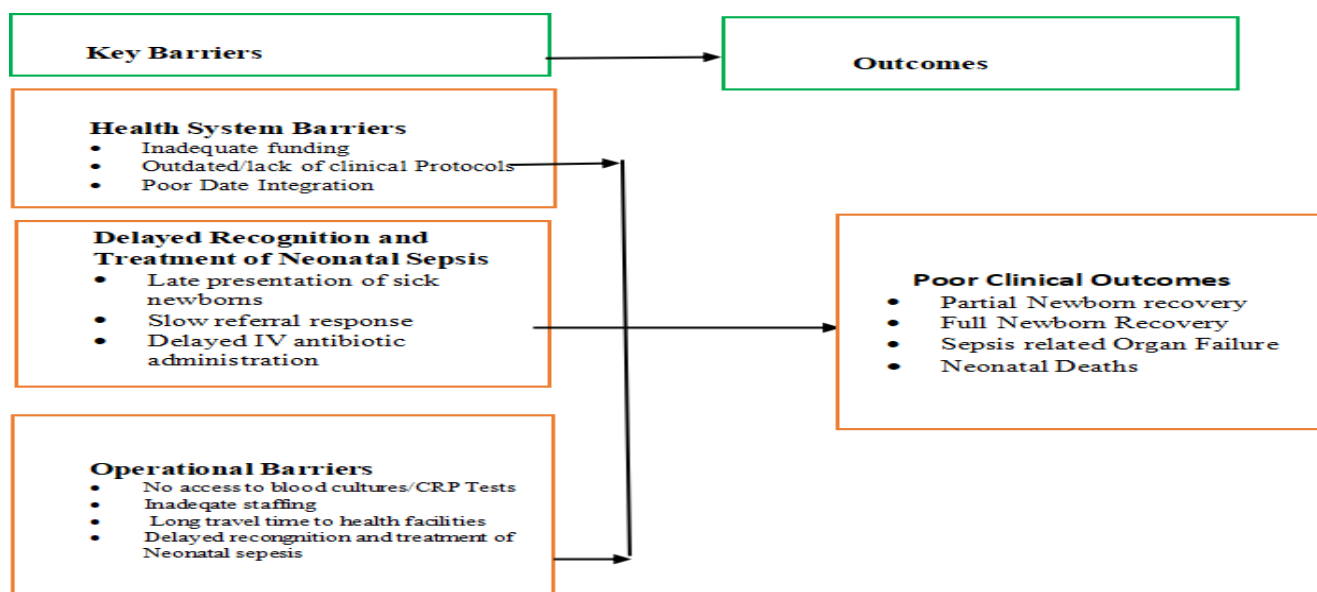 Key Barriers
Outcomes
Health System Barriers
• Inadequate funding
• Outdated/lack of clinical Protocols
• Poor Date Integration
Delayed Recognition and
Treatment of Neonatal Sepsis
• Late presentation of sick
newborns
• Slow referral response
• Delayed IV antibiotic
administration
Poor Clinical Outcomes
• Partial Newborn recovery
• Full Newborn Recovery
• Sepsis related Organ Failure
• Neonatal Deaths
Operational Barriers
• No access to blood cultures/CRP Tests
• Inadeqate staffing
• Long travel time to health facilities
• Delayed recongnition and treatment of
Neonatal sepesis